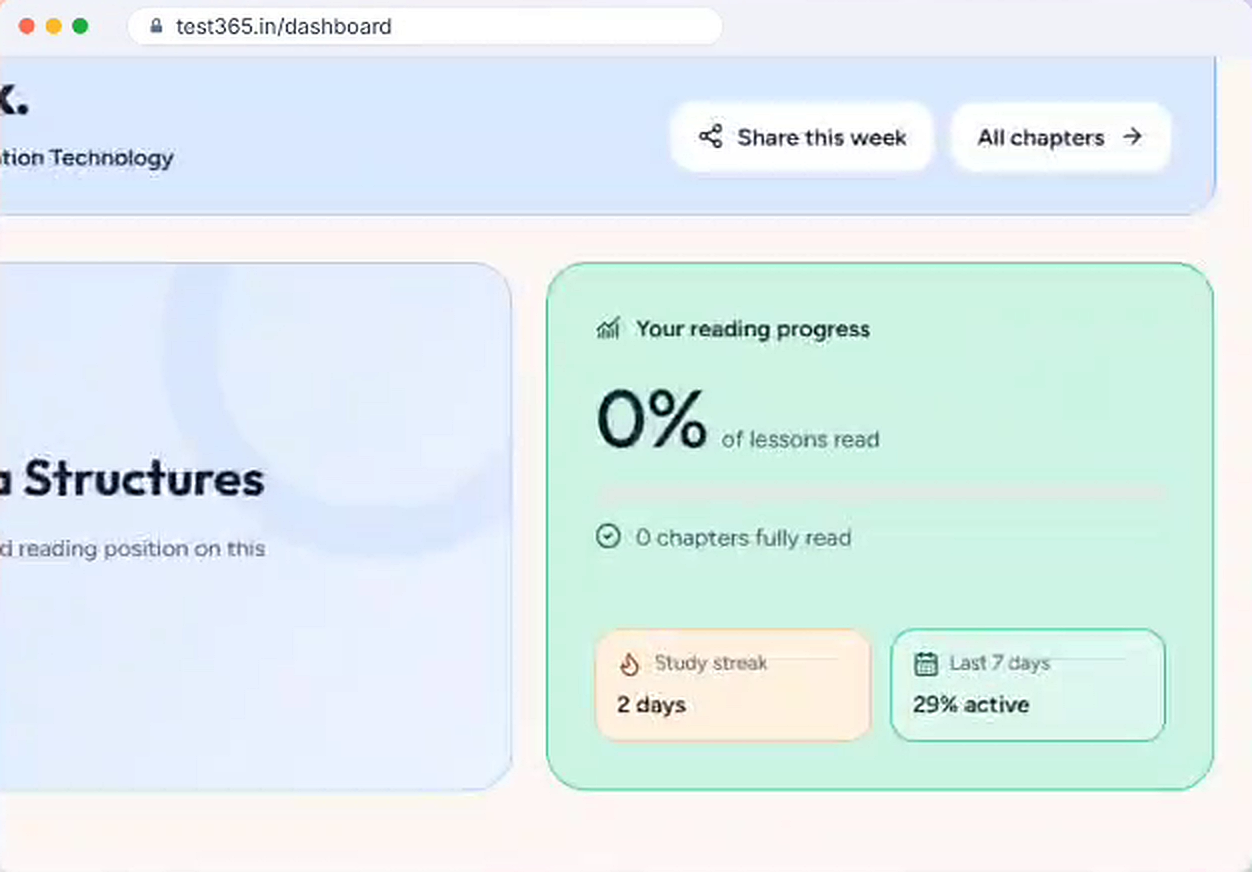 test365.in/dashboard
x.
tion Technology
Share this week
All chapters
a Structures
d reading position on this
Your reading progress
0% of lessons read
0 chapters fully read
Study streak
2 days
Last 7 days
29% active